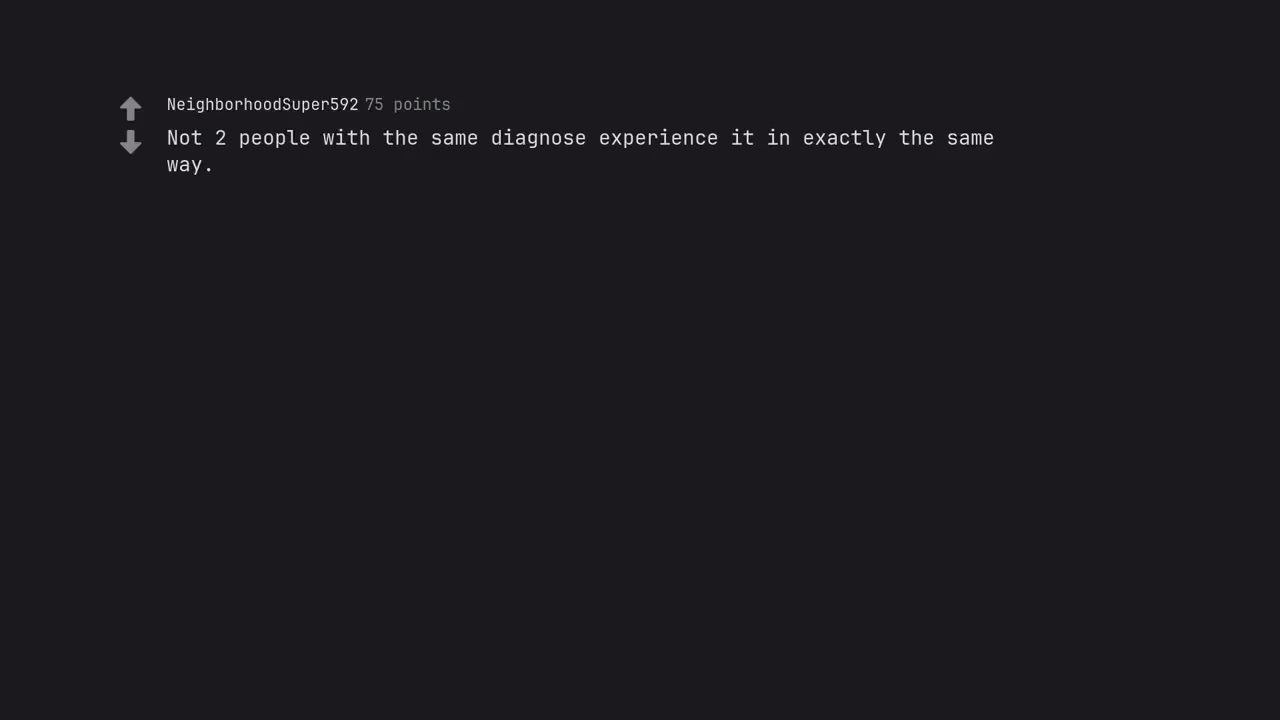 NeighborhoodSuper592 75 points
Not 2 people with the same diagnose experience it in exactly the same
way.